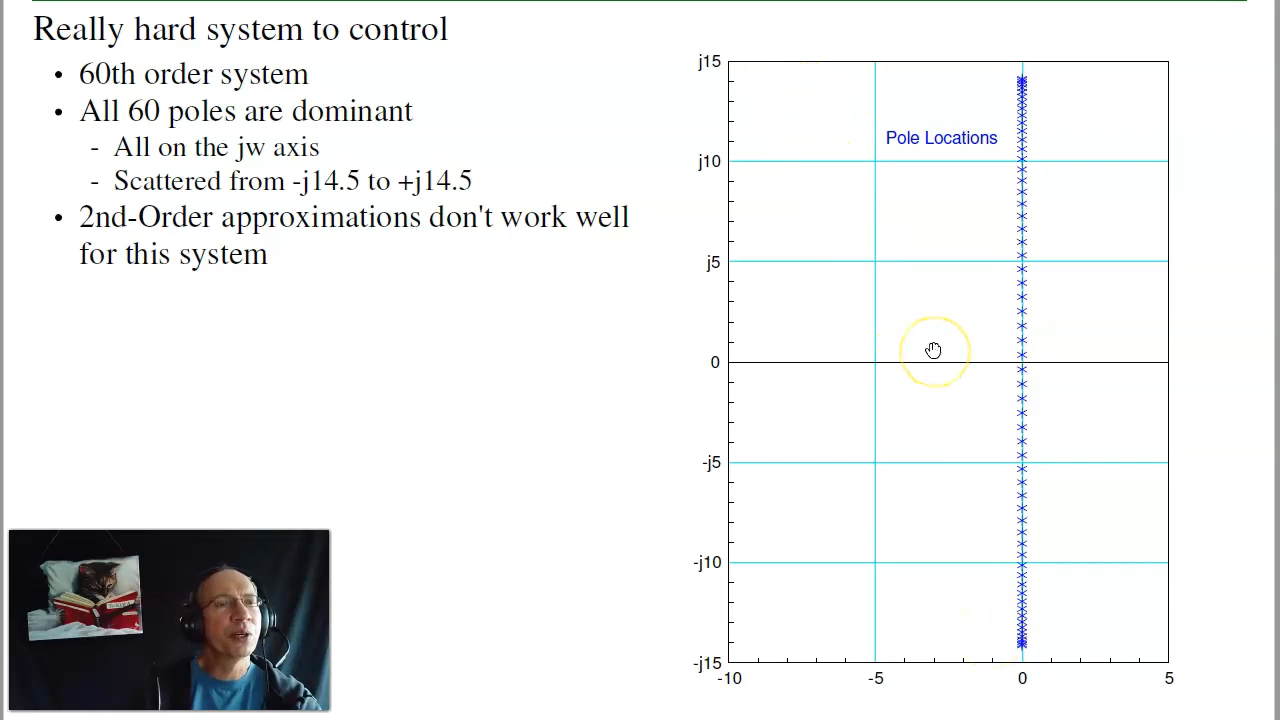 Really hard system to control
• 60th order system
• All 60 poles are dominant
- All on the jw axis
- Scattered from -j14.5 to +j14.5
• 2nd-Order approximations don't work well
for this system
Pole Locations
j15
j10
j5
0
-j5
-j10
-j15
-10 -5 0 5